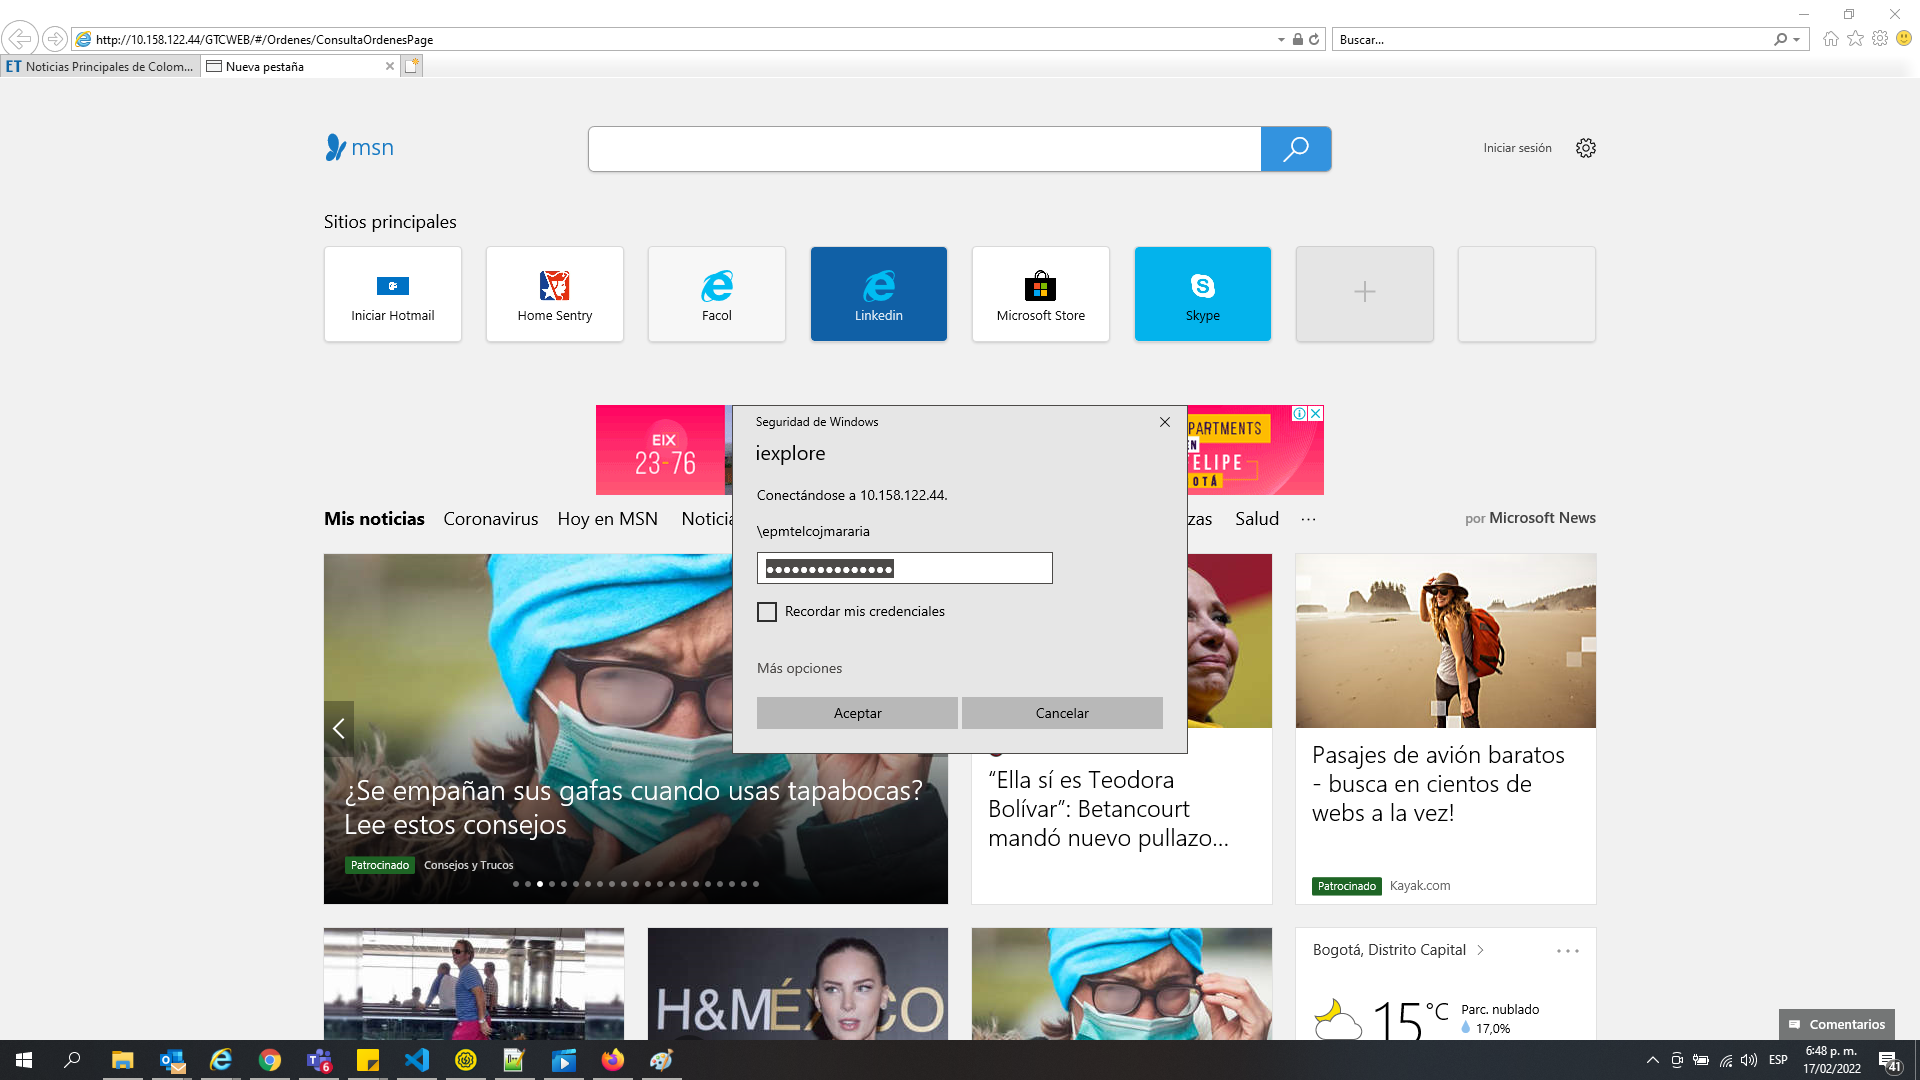 http://10.158.122.44/GTCWEB/#/Ordenes/ConsultaOrdenesPage
Buscar...
ET Noticias Principales de Colom...
Nueva pestaña
msn
Iniciar sesión
Sitios principales
Iniciar Hotmail
Home Sentry
Facol
Linkedin
Microsoft Store
Skype
EIX
23-76
PARTMENTS
EN
FELIPE
OTÁ
Seguridad de Windows
iexplore
Conectándose a 10.158.122.44.
\epmtelcojmararia
Recordar mis credenciales
Más opciones
Aceptar
Cancelar
Mis noticias Coronavirus Hoy en MSN Noticia
zas Salud ...
por Microsoft News
¿Se empañan sus gafas cuando usas tapabocas?
Lee estos consejos
Patrocinado Consejos y Trucos
“Ella sí es Teodora
Bolívar”: Betancourt
mandó nuevo pullazo...
Pasajes de avión baratos
- busca en cientos de
webs a la vez!
Patrocinado Kayak.com
H&M MÉXICO
Bogotá, Distrito Capital
15 °C
Parc. nublado
17,0%
Comentarios
6
ESP
6:48 p. m.
17/02/2022
41